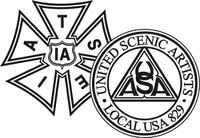 I A T S E
IA
UNITED SCENIC ARTISTS
USA
• LOCAL USA 829 •